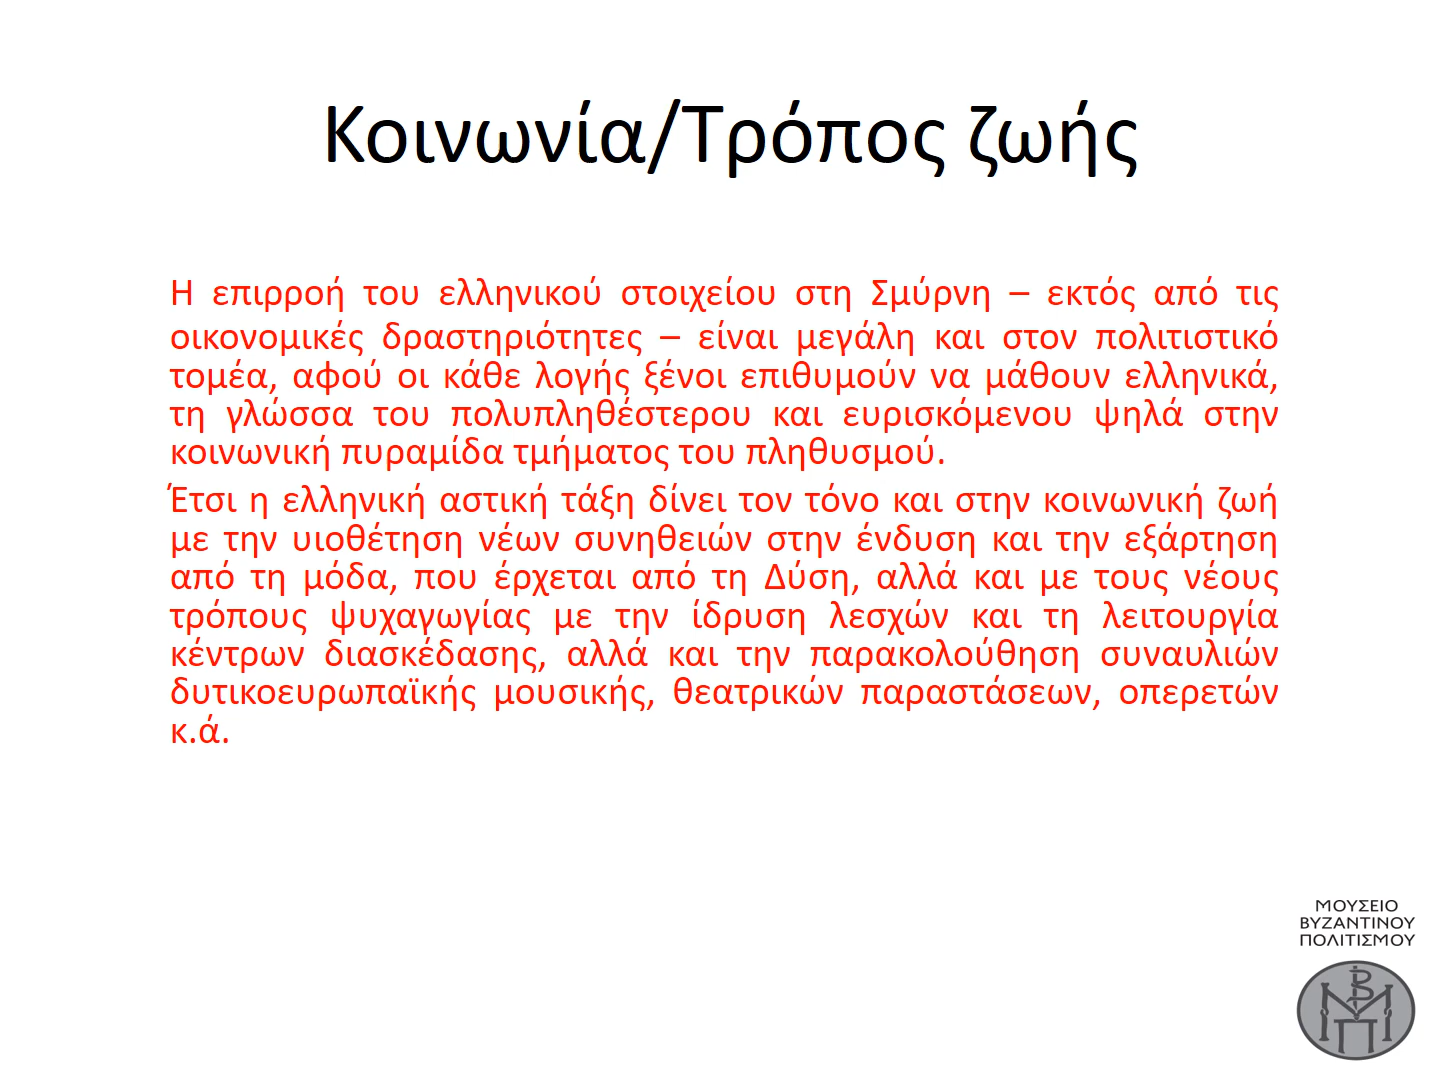 Κοινωνία/Τρόπος ζωής
Η επιρροή του ελληνικού στοιχείου στη Σμύρνη – εκτός από τις
οικονομικές δραστηριότητες – είναι μεγάλη και στον πολιτιστικό
τομέα, αφού οι κάθε λογής ξένοι επιθυμούν να μάθουν ελληνικά,
τη γλώσσα του πολυπληθέστερου και ευρισκόμενου ψηλά στην
κοινωνική πυραμίδα τμήματος του πληθυσμού.
Έτσι η ελληνική αστική τάξη δίνει τον τόνο και στην κοινωνική ζωή
με την υιοθέτηση νέων συνηθειών στην ένδυση και την εξάρτηση
από τη μόδα, που έρχεται από τη Δύση, αλλά και με τους νέους
τρόπους ψυχαγωγίας με την ίδρυση λεσχών και τη λειτουργία
κέντρων διασκέδασης, αλλά και την παρακολούθηση συναυλιών
δυτικοευρωπαϊκής μουσικής, θεατρικών παραστάσεων, οπερετών
κ.ά.
ΜΟΥΣΕΙΟ
ΒΥΖΑΝΤΙΝΟΥ
ΠΟΛΙΤΙΣΜΟΥ